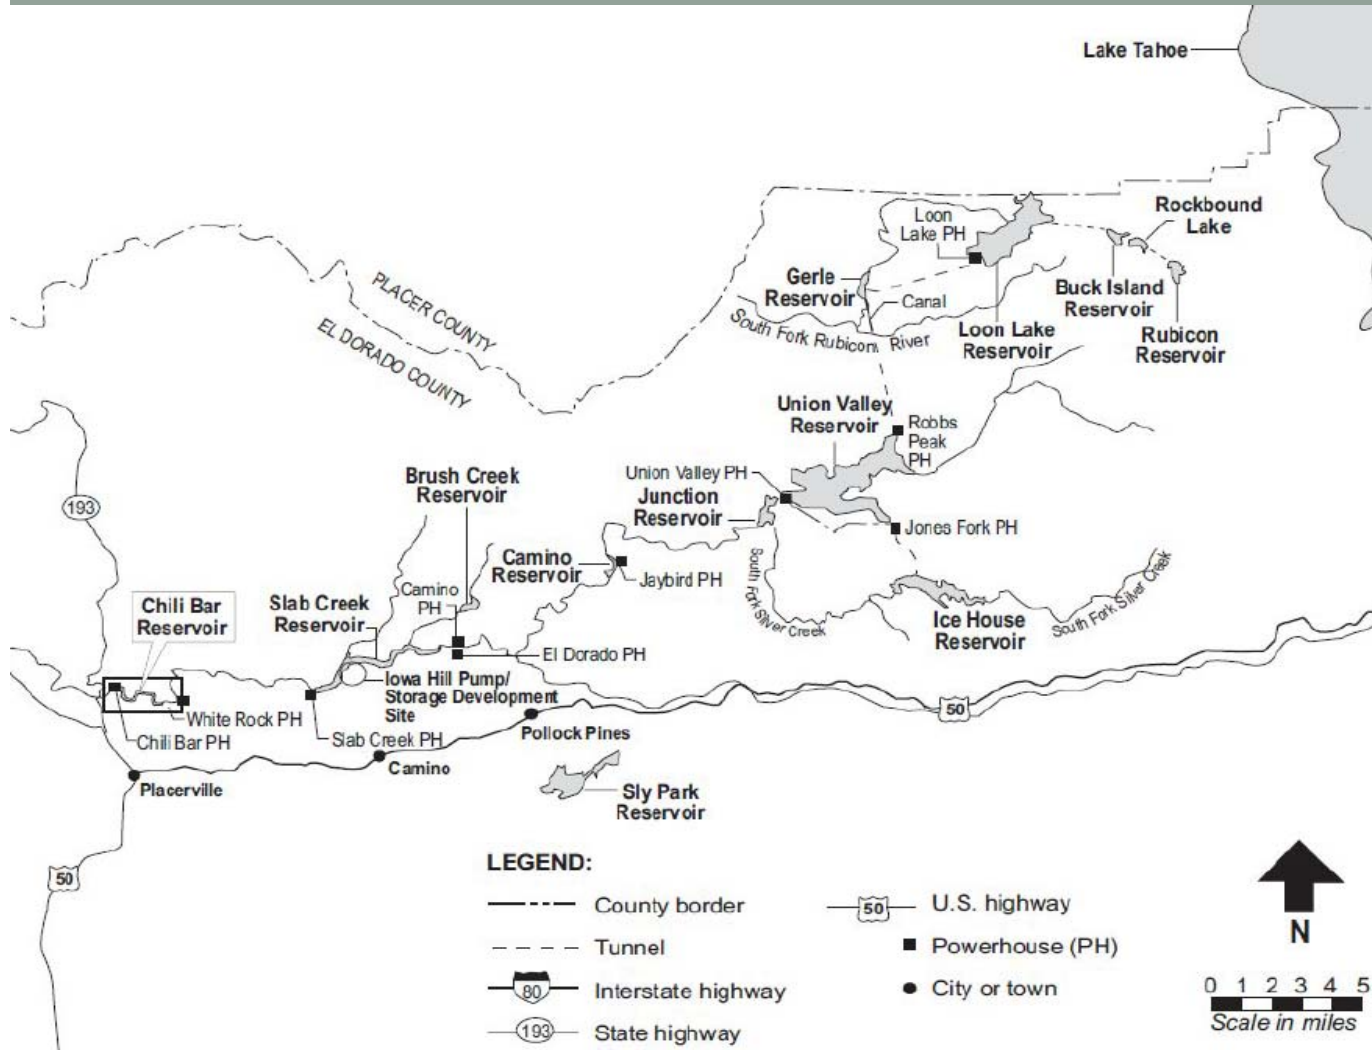 Lake Tahoe
Rockbound
Lake
Loon
Lake PH
Gerle
Reservoir
Canal
Buck Island
Reservoir
South Fork Rubicon River
Loon Lake
Reservoir
Rubicon
Reservoir
PLACER COUNTY
EL DORADO COUNTY
Union Valley
Reservoir
Robbs
Peak
PH
Union Valley PH
Brush Creek
Reservoir
Junction
Reservoir
193
Jones Fork PH
Camino
Reservoir
Jaybird PH
South Fork Silver Creek
South Fork Silver Creek
Ice House
Reservoir
Camino
PH
Chili Bar
Reservoir
Slab Creek
Reservoir
El Dorado PH
Iowa Hill Pump/
Storage Development
Site
White Rock PH
Chili Bar PH
Slab Creek PH
Pollock Pines
50
Camino
Placerville
Sly Park
Reservoir
50
LEGEND:
County border
Tunnel
80 Interstate highway
193 State highway
50 U.S. highway
Powerhouse (PH)
City or town
N
0 1 2 3 4 5
Scale in miles